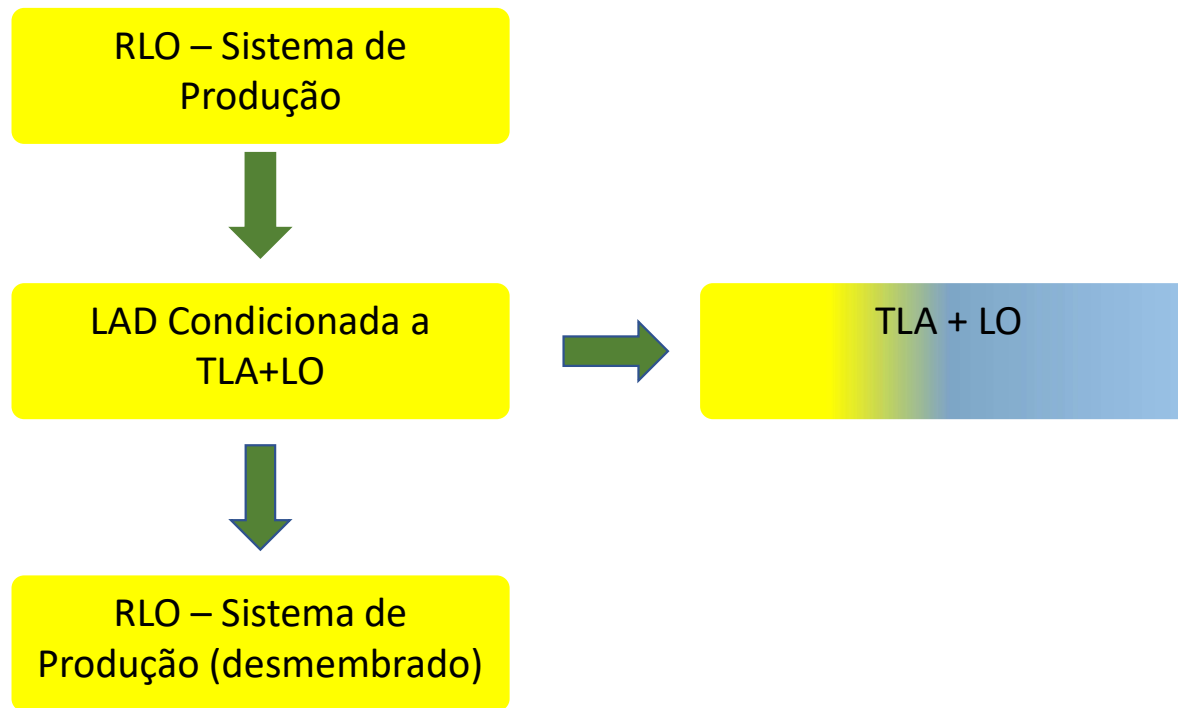 RLO – Sistema de
Produção
LAD Condicionada a
TLA+LO
TLA + LO
RLO – Sistema de
Produção (desmembrado)